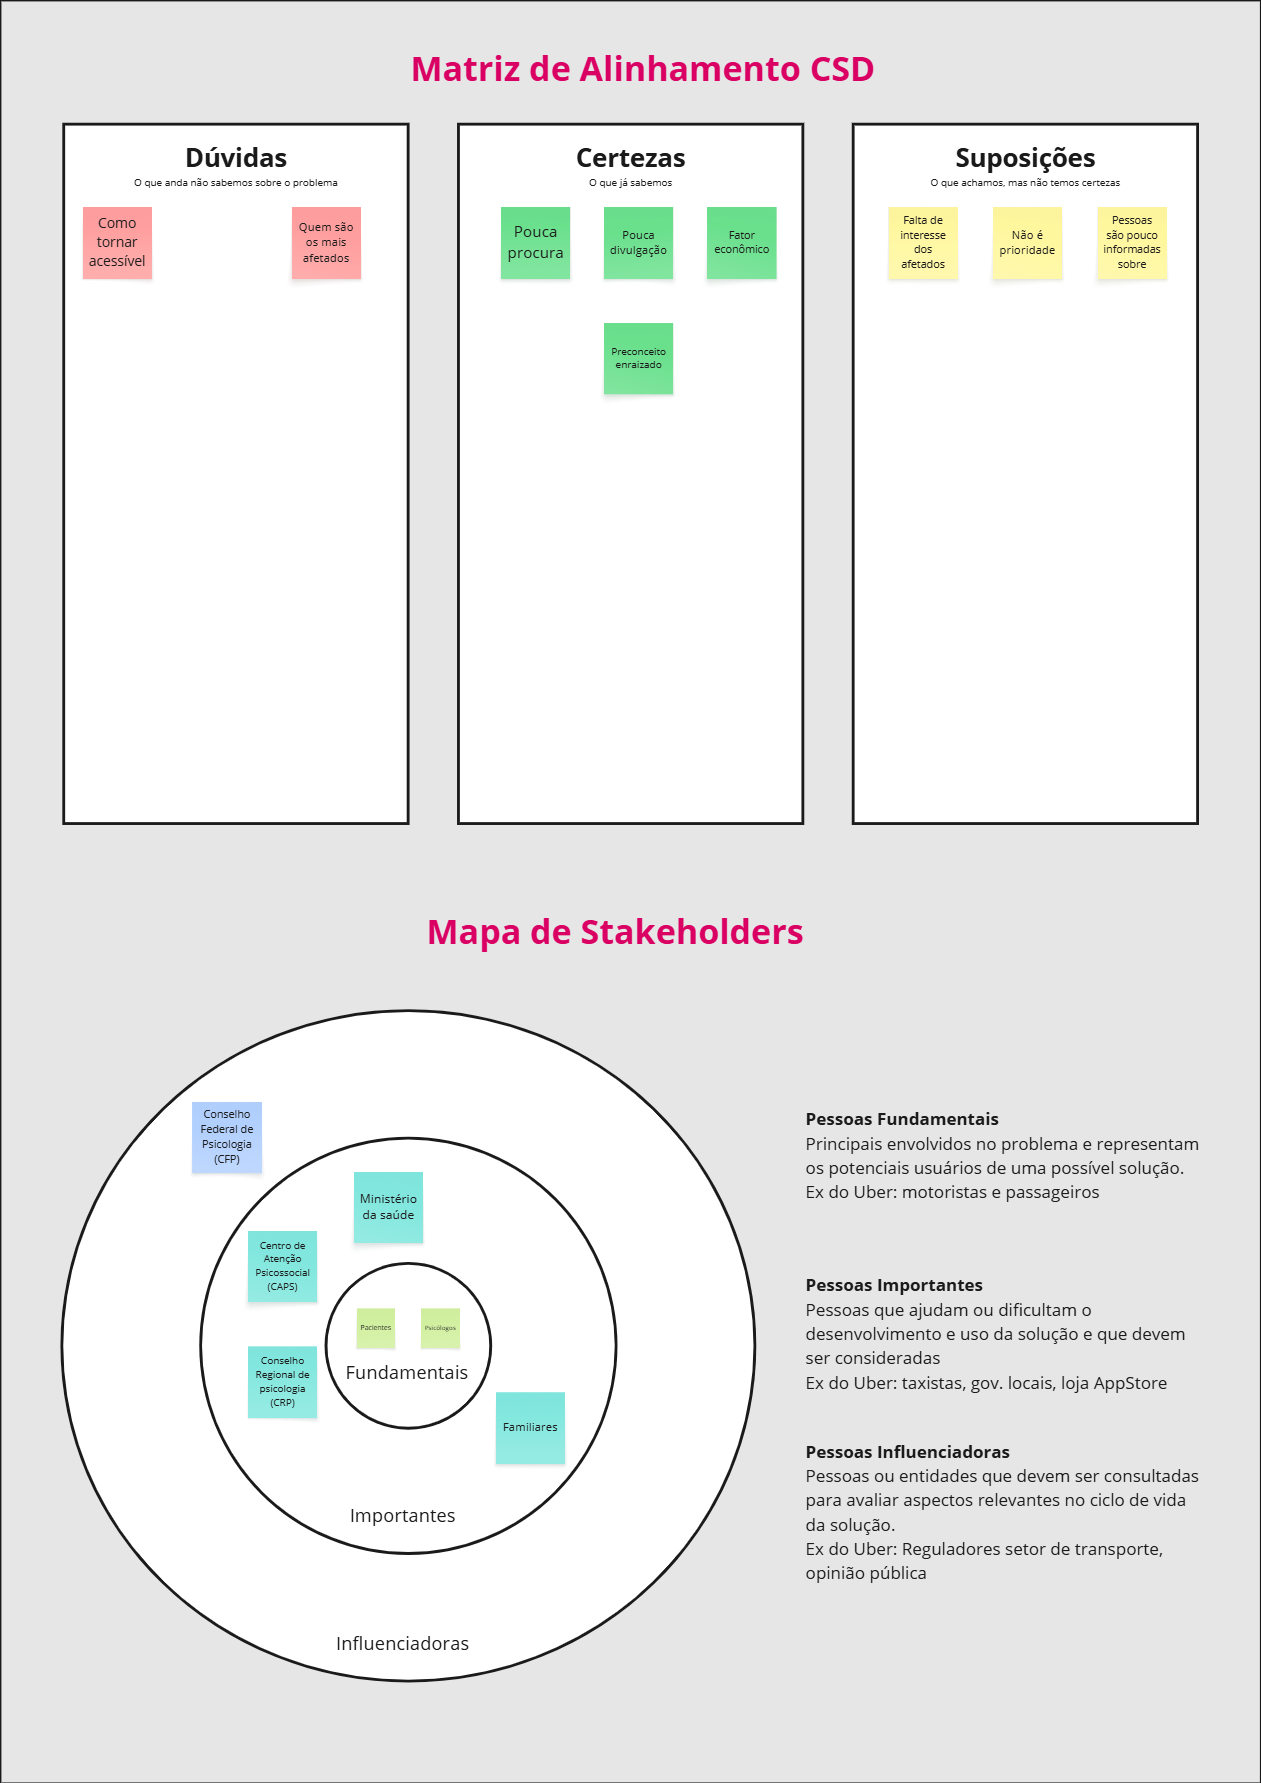 Matriz de Alinhamento CSD
Dúvidas
O que anda não sabemos sobre o problema
Como
tornar
acessível
Quem são
os mais
afetados
Certezas
O que já sabemos
Pouca
procura
Pouca
divulgação
Fator
econômico
Preconceito
enraizado
Suposições
O que achamos, mas não temos certezas
Falta de
interesse
dos
afetados
Não é
prioridade
Pessoas
são pouco
informadas
sobre
Mapa de Stakeholders
Conselho
Federal de
Psicologia
(CFP)
Ministério
da saúde
Centro de
Atenção
Psicossocial
(CAPS)
Pacientes
Psicólogos
Fundamentais
Conselho
Regional de
psicologia
(CRP)
Familiares
Importantes
Influenciadoras
Pessoas Fundamentais
Principais envolvidos no problema e representam
os potenciais usuários de uma possível solução.
Ex do Uber: motoristas e passageiros
Pessoas Importantes
Pessoas que ajudam ou dificultam o
desenvolvimento e uso da solução e que devem
ser consideradas
Ex do Uber: taxistas, gov. locais, loja AppStore
Pessoas Influenciadoras
Pessoas ou entidades que devem ser consultadas
para avaliar aspectos relevantes no ciclo de vida
da solução.
Ex do Uber: Reguladores setor de transporte,
opinião pública